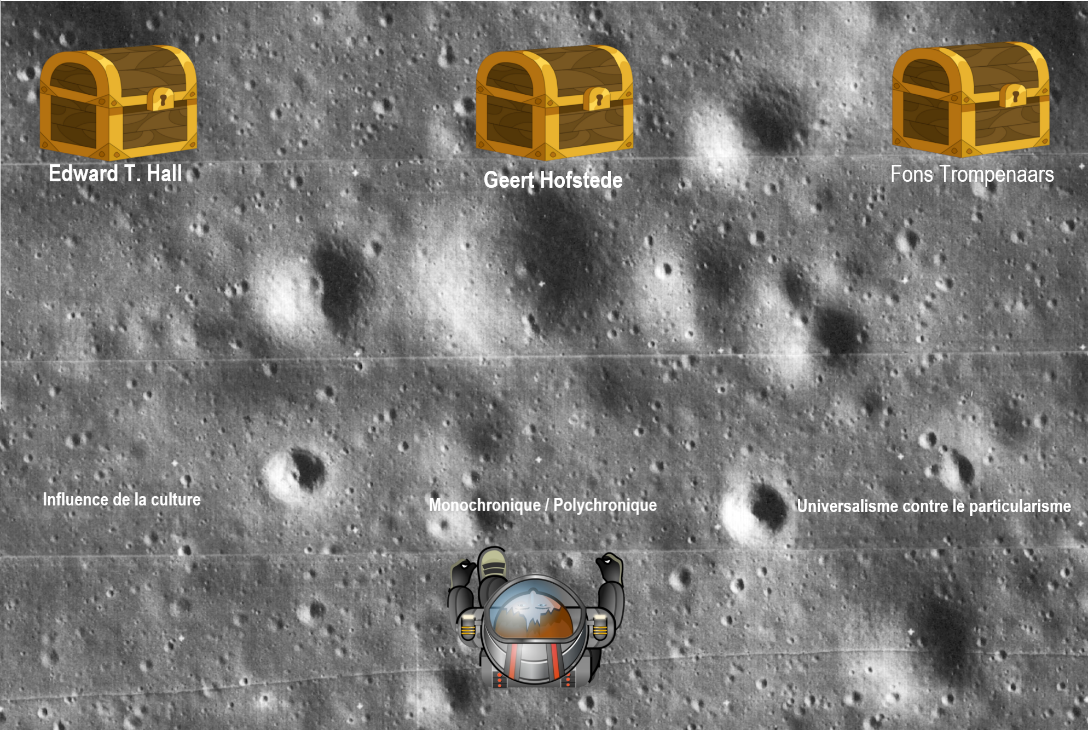 Edward T. Hall
Geert Hofstede
Fons Trompenaars
Influence de la culture
Monochronique / Polychronique
Universalisme contre le particularisme